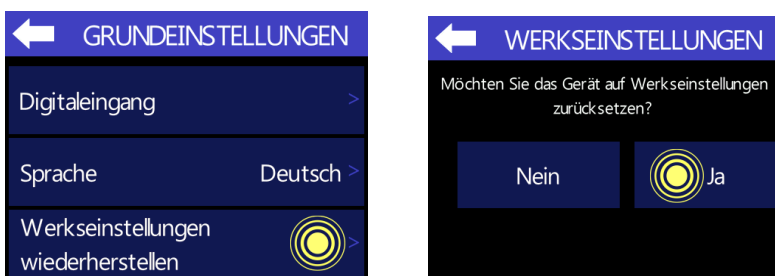 GRUNDEINSTELLUNGEN
Digitaleingang >
Sprache Deutsch >
Werkseinstellungen
wiederherstellen >
WERKSEINSTELLUNGEN
Möchten Sie das Gerät auf Werkseinstellungen
zurücksetzen?
Nein Ja